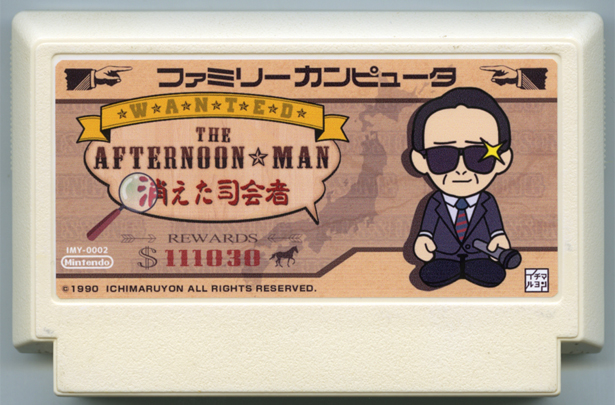 ファミリーカンピュータ
★W★A★N★T★E★D★
THE
AFTERNOON★MAN
消えた司会者
REWARDS
$111030
IMY-0002
Nintendo
©1990 ICHIMARUYON ALL RIGHTS RESERVED.
イチマルヨン